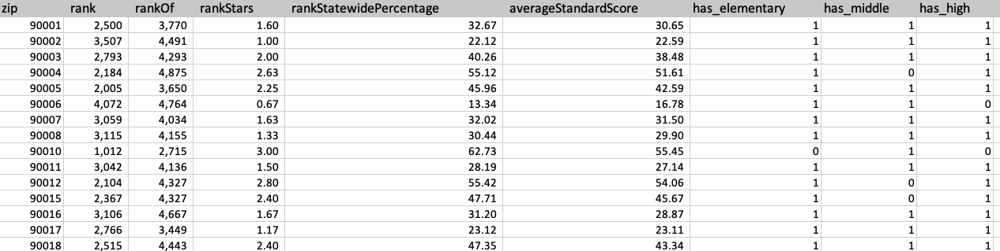 zip rank rankOf rankStars rankStatewidePercentage averageStandardScore has_elementary has_middle has_high
90001 2,500 3,770 1.60 32.67 30.65 1 1 1
90002 3,507 4,491 1.00 22.12 22.59 1 1 1
90003 2,793 4,293 2.00 40.26 38.48 1 1 1
90004 2,184 4,875 2.63 55.12 51.61 1 0 1
90005 2,005 3,650 2.25 45.96 42.59 1 1 1
90006 4,072 4,764 0.67 13.34 16.78 1 1 0
90007 3,059 4,034 1.63 32.02 31.50 1 1 1
90008 3,115 4,155 1.33 30.44 29.90 1 1 1
90010 1,012 2,715 3.00 62.73 55.45 0 1 0
90011 3,042 4,136 1.50 28.19 27.14 1 1 1
90012 2,104 4,327 2.80 55.42 54.06 1 0 1
90015 2,367 4,327 2.40 47.71 45.67 1 0 1
90016 3,106 4,667 1.67 31.20 28.87 1 1 1
90017 2,766 3,449 1.17 23.12 23.11 1 1 1
90018 2,515 4,443 2.40 47.35 43.34 1 1 1